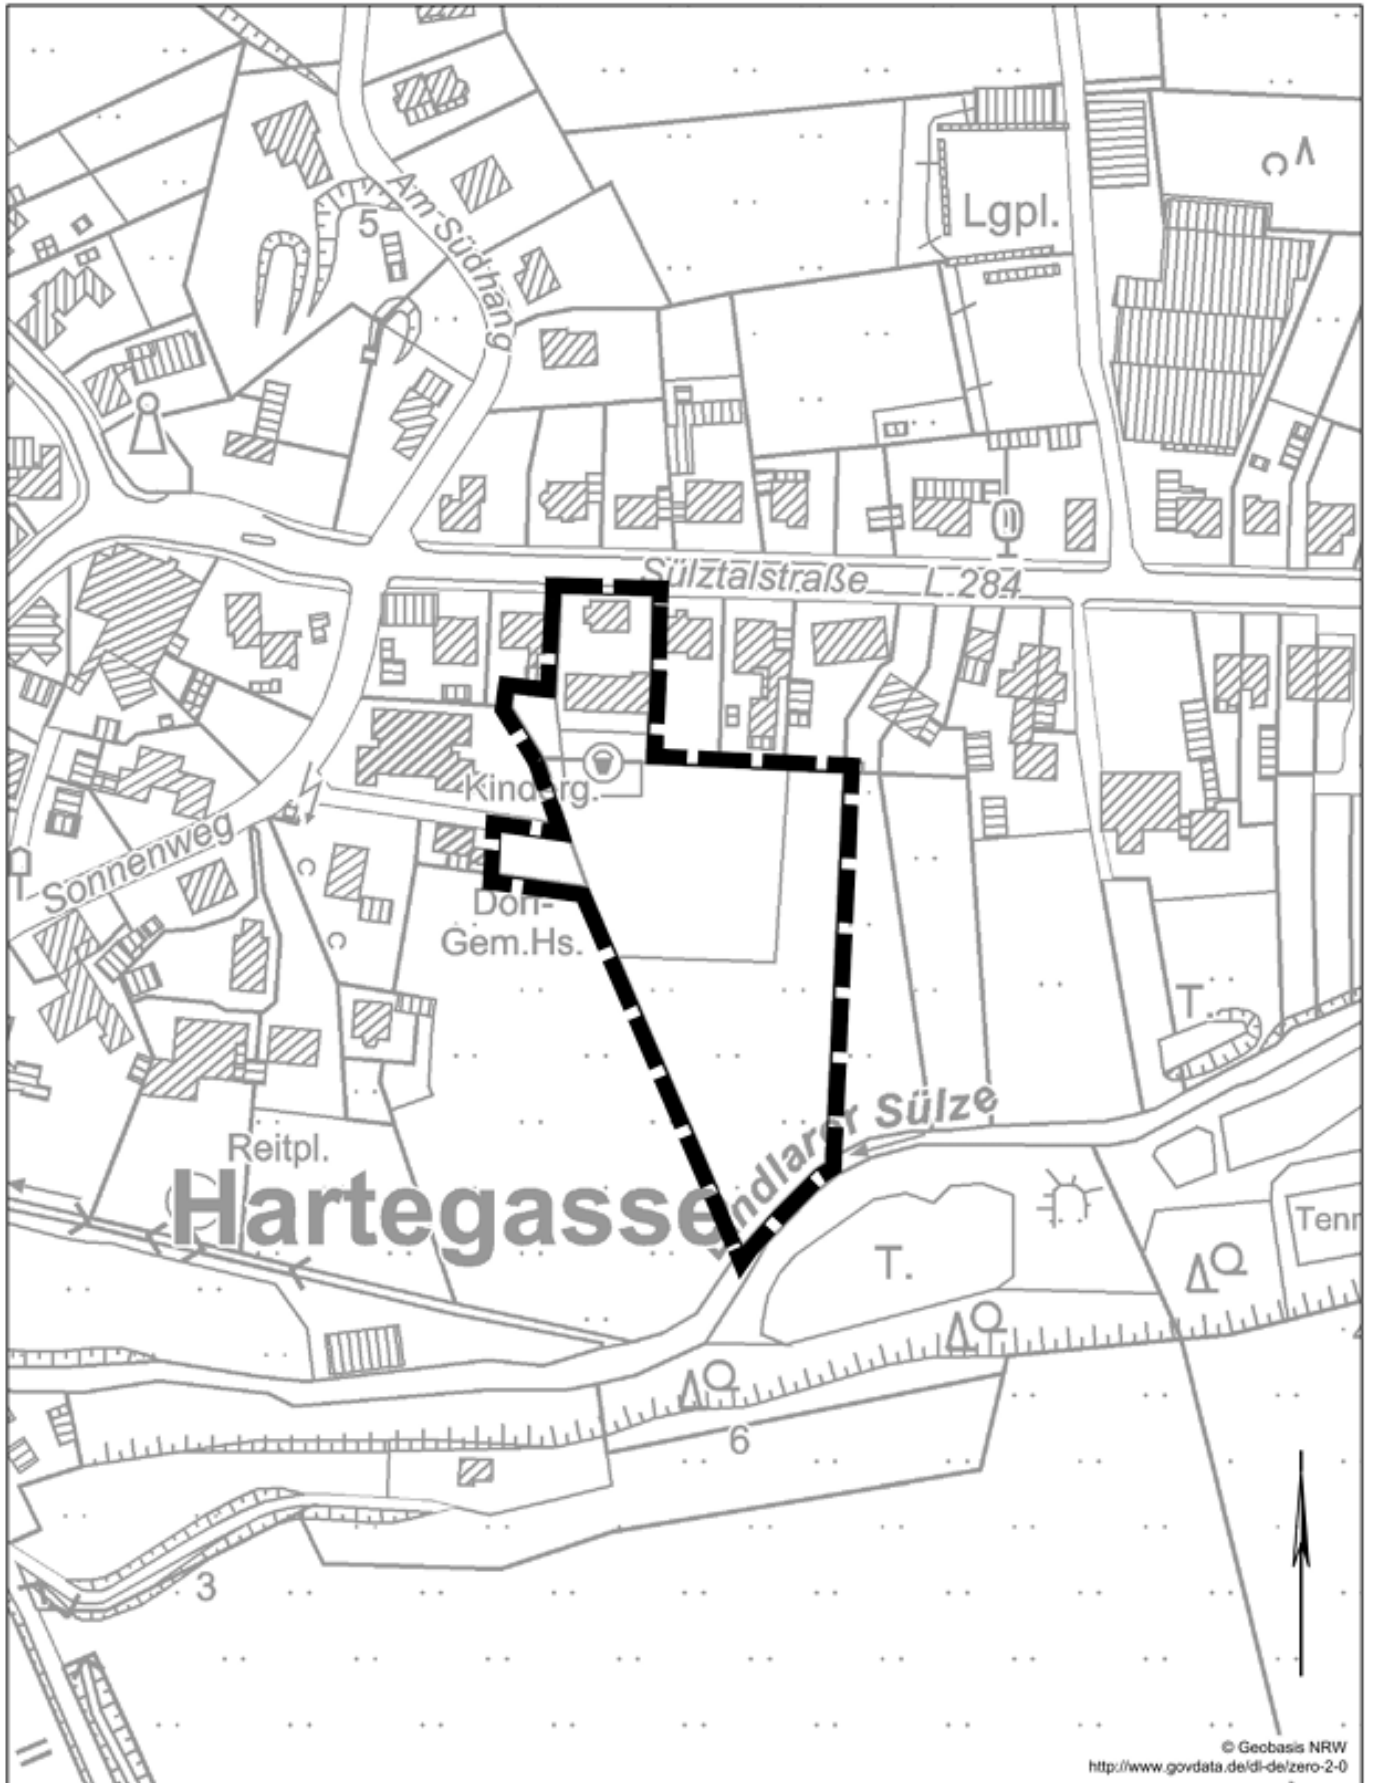 Am Südhang
5
Lgpl.
Sülztalstraße L 284
Kinderg.
Sonnenweg
Dorf-
Gem.Hs.
T.
Lindlarer Sülze
Reitpl.
Hartegasse
Tenn
T.
6
3
© Geobasis NRW
http://www.govdata.de/dl-de/zero-2-0